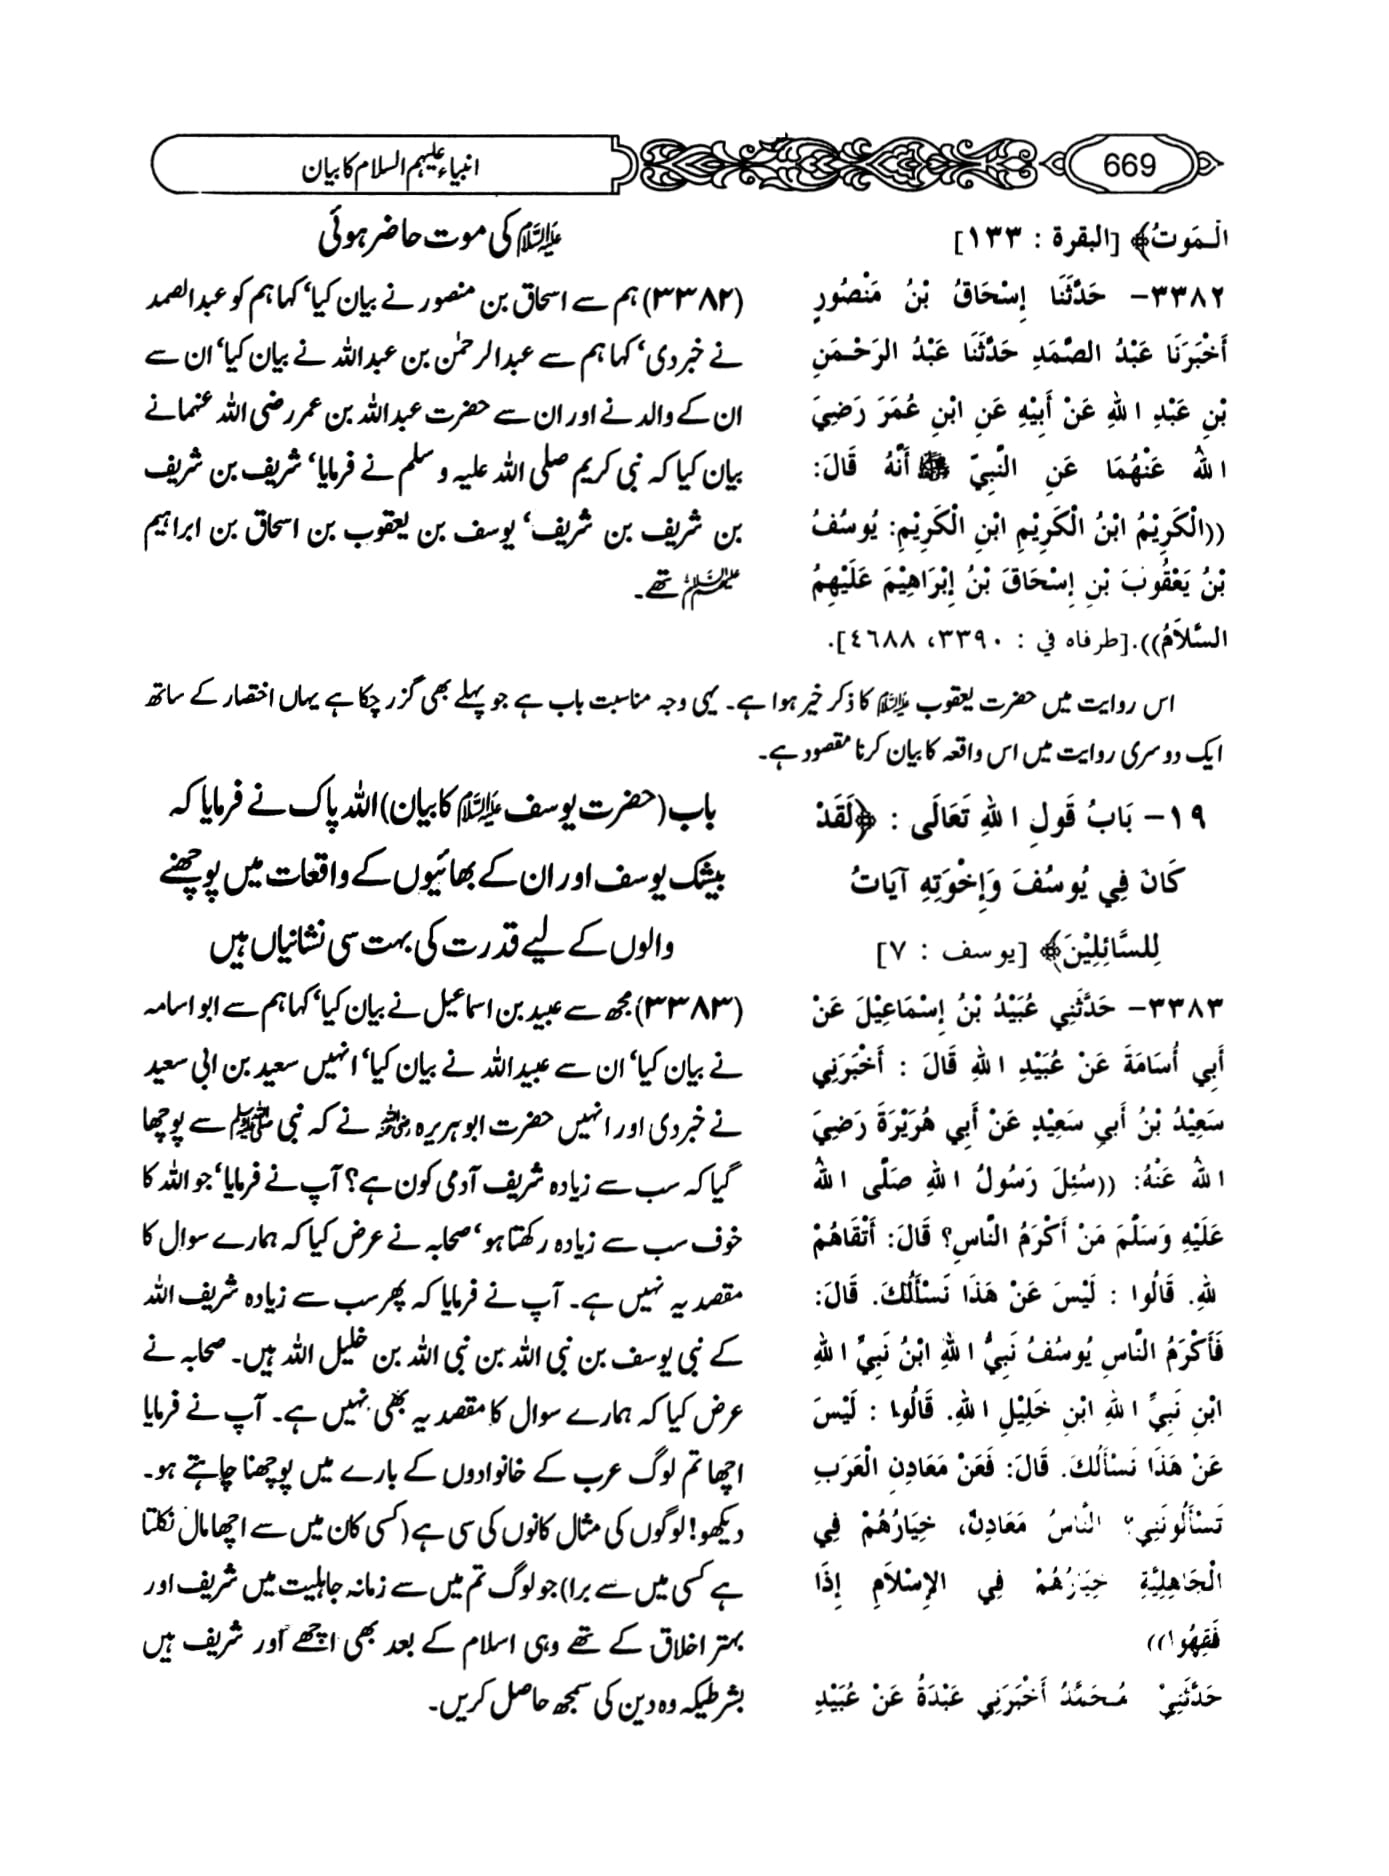 669
انبیاء علیہم السلام کا بیان
الْـمَوتُ﴾ [البقرة : ١٣٣]
٣٣٨٢- حَدَّثَنَا إِسْحَاقُ بْنُ مَنْصُورٍ
أَخْبَرَنَا عَبْدُ الصَّمَدِ حَدَّثَنَا عَبْدُ الرَّحْـمَنِ
بْنِ عَبْدِ اللهِ عَنْ أَبِيْهِ عَنِ ابْنِ عُمَرَ رَضِيَ
اللهُ عَنْهُمَا عَنِ النَّبِيِّ ﷺ أَنَّهُ قَالَ:
((الْكَرِيْمُ ابْنُ الْكَرِيْمِ ابْنِ الْكَرِيْمِ: يُوسُفُ
بْنُ يَعْقُوبَ بْنِ إِسْحَاقَ بْنُ إِبْرَاهِيْمَ عَلَيْهِمُ
السَّلَامُ)).[طرفاه في : ٣٣٩٠، ٤٦٨٨].
علیہ السلام کی موت حاضر ہوئی
(۳۳۸۲) ہم سے اسحاق بن منصور نے بیان کیا‘ کہا ہم کو عبدالصمد
نے خبر دی‘ کہا ہم سے عبدالرحمٰن بن عبداللہ نے بیان کیا‘ ان سے
ان کے والد نے اور ان سے حضرت عبداللہ بن عمر رضی اللہ عنہما نے
بیان کیا کہ نبی کریم صلی اللہ علیہ و سلم نے فرمایا‘ شریف بن شریف
بن شریف بن شریف‘ یوسف بن یعقوب بن اسحاق بن ابراہیم
علیہم السلام تھے۔
اس روایت میں حضرت یعقوب علیہ السلام کا ذکر خیر ہوا ہے۔ یہی وجہ مناسبت باب ہے جو پہلے بھی گزر چکا ہے یہاں اختصار کے ساتھ
ایک دوسری روایت میں اس واقعہ کا بیان کرنا مقصود ہے۔
١٩- بَابُ قَولِ اللهِ تَعَالَى : ﴿لَقَدْ
كَانَ فِي يُوسُفَ وَإِخْوَتِهِ آيَاتٌ
لِلسَّائِلِيْنَ﴾ [يوسف : ٧]
٣٣٨٣- حَدَّثَنِي عُبَيْدُ بْنُ إِسْمَاعِيْلَ عَنْ
أَبِي أُسَامَةَ عَنْ عُبَيْدِ اللهِ قَالَ : أَخْبَرَنِي
سَعِيْدُ بْنُ أَبِي سَعِيْدٍ عَنْ أَبِي هُرَيْرَةَ رَضِيَ
اللهُ عَنْهُ: ((سُئِلَ رَسُولُ اللهِ صَلَّى اللهُ
عَلَيْهِ وَسَلَّمَ مَنْ أَكْرَمُ النَّاسِ؟ قَالَ: أَتْقَاهُمْ
للهِ. قَالُوا : لَيْسَ عَنْ هَذَا نَسْأَلُكَ. قَالَ:
فَأَكْرَمُ النَّاسِ يُوسُفُ نَبِيُّ اللهِ ابْنُ نَبِيِّ اللهِ
ابْنِ نَبِيِّ اللهِ ابْنِ خَلِيْلِ اللهِ. قَالُوا : لَيْسَ
عَنْ هَذَا نَسْأَلُكَ. قَالَ: فَعَنْ مَعَادِنِ الْعَرَبِ
تَسْأَلُونَنِي؟ النَّاسُ مَعَادِنُ، خِيَارُهُمْ فِي
الْجَاهِلِيَّةِ خِيَارُهُمْ فِي الإِسْلَامِ إِذَا
فَقِهُوا))
حَدَّثَنِيْ مُـحَمَّدُ أَخْبَرَنِي عَبْدَةُ عَنْ عُبَيْدِ
باب (حضرت یوسف علیہ السلام کا بیان) اللہ پاک نے فرمایا کہ
بیشک یوسف اور ان کے بھائیوں کے واقعات میں پوچھنے
والوں کے لیے قدرت کی بہت سی نشانیاں ہیں
(۳۳۸۳) مجھ سے عبید بن اسماعیل نے بیان کیا‘ کہا ہم سے ابو اسامہ
نے بیان کیا‘ ان سے عبیداللہ نے بیان کیا‘ انہیں سعید بن ابی سعید
نے خبر دی اور انہیں حضرت ابو ہریرہ رضی اللہ عنہ نے کہ نبی ﷺ سے پوچھا
گیا کہ سب سے زیادہ شریف آدمی کون ہے؟ آپ نے فرمایا‘ جو اللہ کا
خوف سب سے زیادہ رکھتا ہو‘ صحابہ نے عرض کیا کہ ہمارے سوال کا
مقصد یہ نہیں ہے۔ آپ نے فرمایا کہ پھر سب سے زیادہ شریف اللہ
کے نبی یوسف بن نبی اللہ بن نبی اللہ بن خلیل اللہ ہیں۔ صحابہ نے
عرض کیا کہ ہمارے سوال کا مقصد یہ بھی نہیں ہے۔ آپ نے فرمایا
اچھا تم لوگ عرب کے خانوادوں کے بارے میں پوچھنا چاہتے ہو۔
دیکھو! لوگوں کی مثال کانوں کی سی ہے (کسی کان میں سے اچھا مال نکلتا
ہے کسی میں سے برا) جو لوگ تم میں سے زمانہ جاہلیت میں شریف اور
بہتر اخلاق کے تھے وہی اسلام کے بعد بھی اچھے اور شریف ہیں
بشرطیکہ وہ دین کی سمجھ حاصل کریں۔